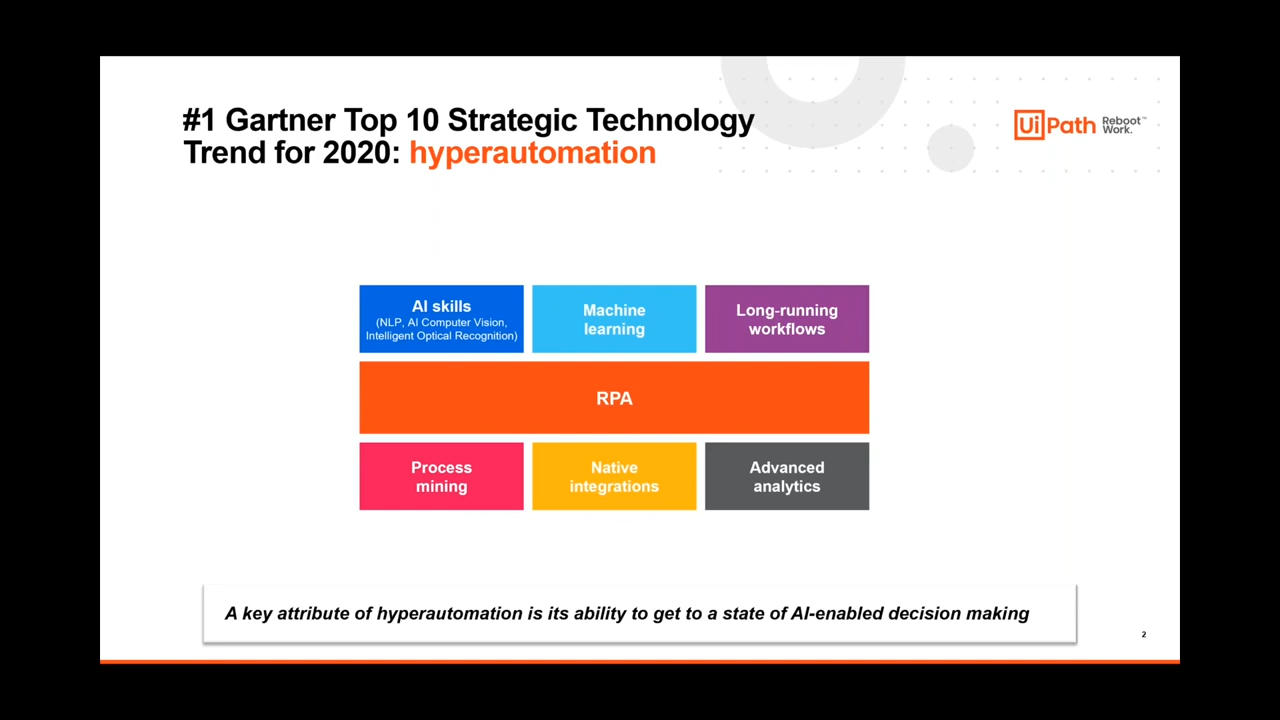 #1 Gartner Top 10 Strategic Technology
Trend for 2020: hyperautomation
UiPath Reboot
Work.™
AI skills
(NLP, AI Computer Vision,
Intelligent Optical Recognition)
Machine
learning
Long-running
workflows
RPA
Process
mining
Native
integrations
Advanced
analytics
A key attribute of hyperautomation is its ability to get to a state of AI-enabled decision making
2